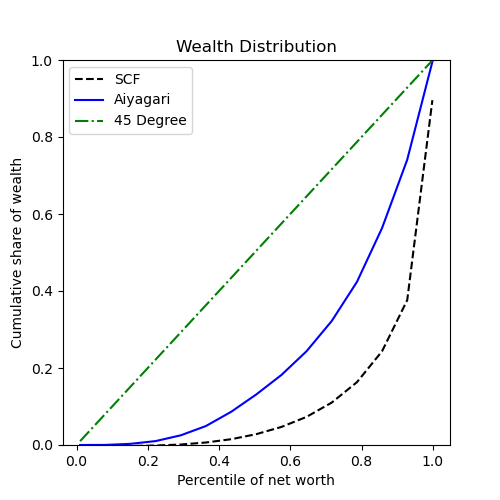 Wealth Distribution
SCF
Aiyagari
45 Degree
1.0
0.8
0.6
0.4
0.2
0.0
Cumulative share of wealth
0.0 0.2 0.4 0.6 0.8 1.0
Percentile of net worth